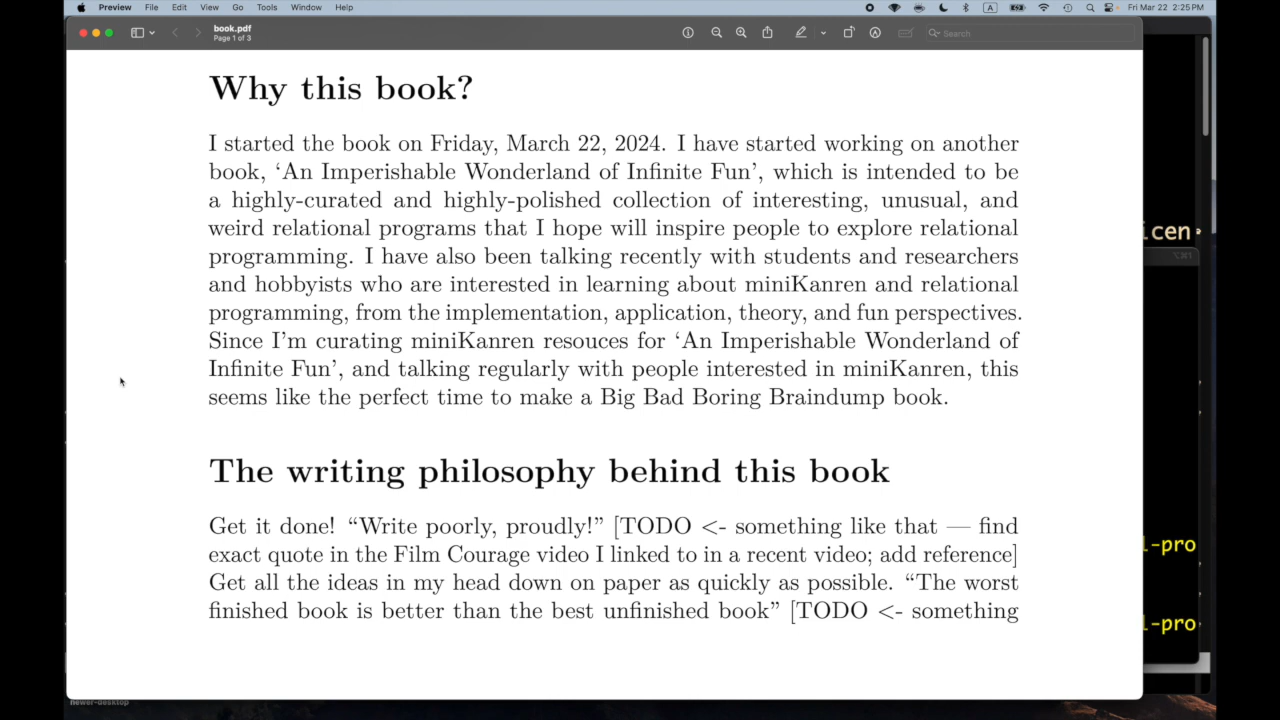 Preview File Edit View Go Tools Window Help
A
Fri Mar 22 2:25 PM
book.pdf
Page 1 of 3
Search
Why this book?
I started the book on Friday, March 22, 2024. I have started working on another
book, ‘An Imperishable Wonderland of Infinite Fun’, which is intended to be
a highly-curated and highly-polished collection of interesting, unusual, and
weird relational programs that I hope will inspire people to explore relational
programming. I have also been talking recently with students and researchers
and hobbyists who are interested in learning about miniKanren and relational
programming, from the implementation, application, theory, and fun perspectives.
Since I’m curating miniKanren resouces for ‘An Imperishable Wonderland of
Infinite Fun’, and talking regularly with people interested in miniKanren, this
seems like the perfect time to make a Big Bad Boring Braindump book.
The writing philosophy behind this book
Get it done! “Write poorly, proudly!” [TODO <- something like that — find
exact quote in the Film Courage video I linked to in a recent video; add reference]
Get all the ideas in my head down on paper as quickly as possible. “The worst
finished book is better than the best unfinished book” [TODO <- something
icen
l-pro
l-pro
newer-desktop